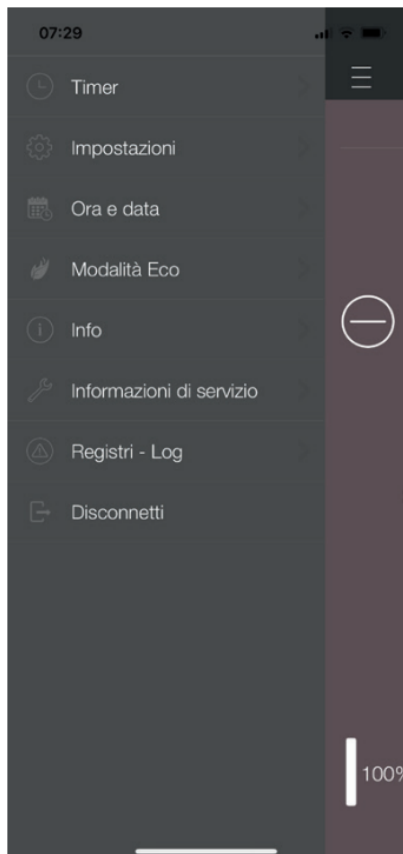 07:29
Timer
Impostazioni
Ora e data
Modalità Eco
Info
Informazioni di servizio
Registri - Log
Disconnetti
100%